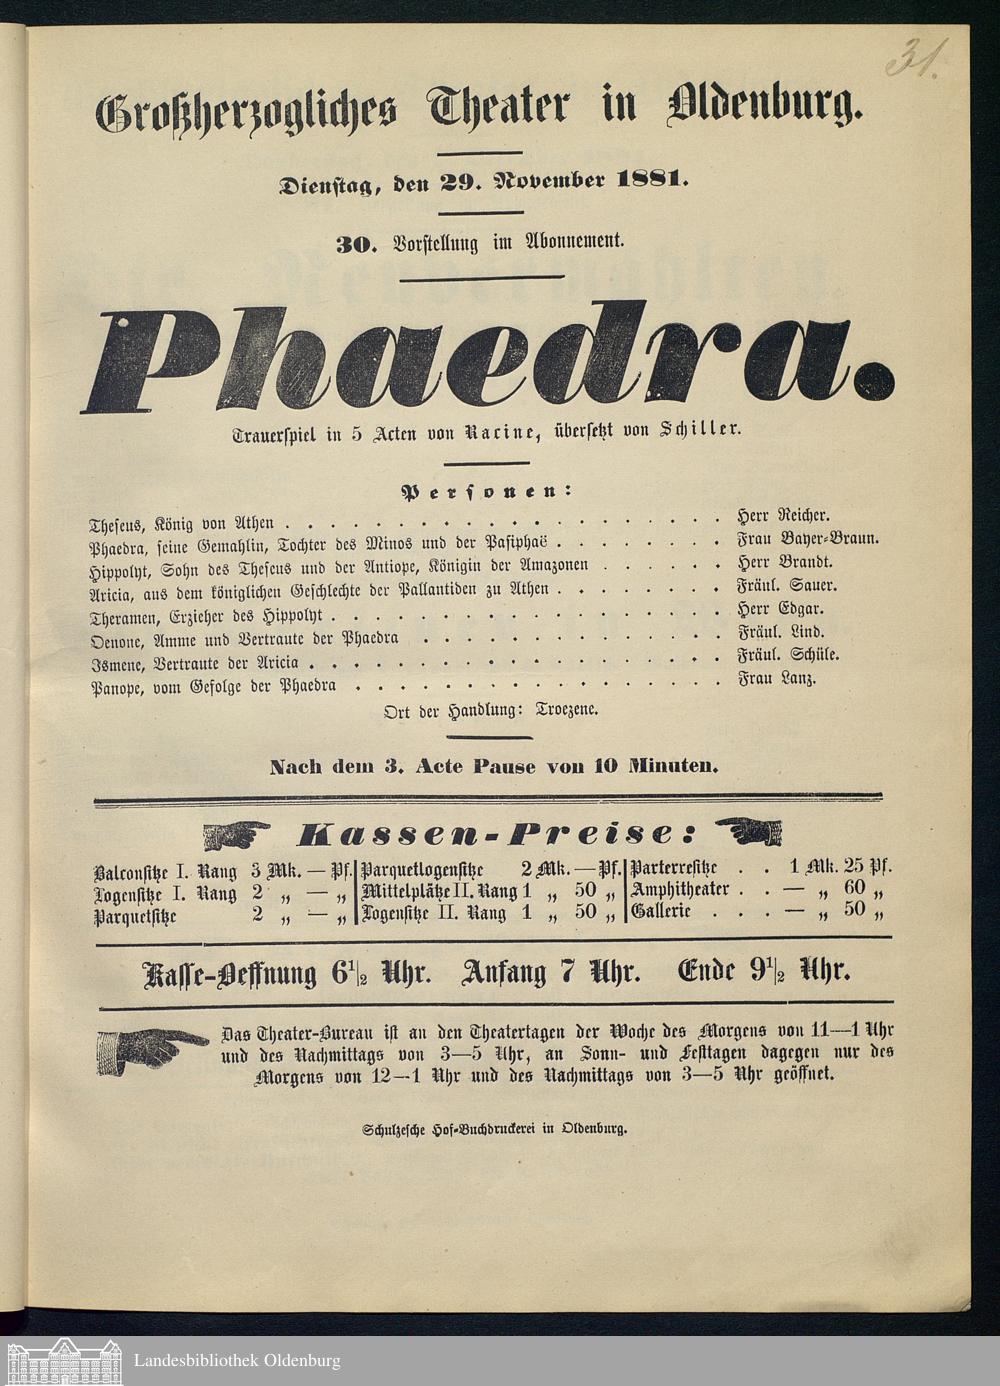 31.
Großherzogliches Theater in Oldenburg.
Dienstag, den 29. November 1881.
30. Vorstellung im Abonnement.
Phaedra.
Trauerspiel in 5 Acten von Racine, übersetzt von Schiller.
Personen:
Theseus, König von Athen . . . . . . . . . . . . . . . . . . . . Herr Reicher.
Phaedra, seine Gemahlin, Tochter des Minos und der Pasiphaë . . . . . . . . Frau Bayer-Braun.
Hippolyt, Sohn des Theseus und der Antiope, Königin der Amazonen . . . . . . Herr Brandt.
Aricia, aus dem königlichen Geschlechte der Pallantiden zu Athen . . . . . . . . Fräul. Sauer.
Theramen, Erzieher des Hippolyt . . . . . . . . . . . . . . . . . . Herr Edgar.
Oenone, Amme und Vertraute der Phaedra . . . . . . . . . . . . . . Fräul. Lind.
Ismene, Vertraute der Aricia . . . . . . . . . . . . . . . . . . . Fräul. Schüle.
Panope, vom Gefolge der Phaedra . . . . . . . . . . . . . . . . . Frau Lanz.
Ort der Handlung: Troezene.
Nach dem 3. Acte Pause von 10 Minuten.
Kassen-Preise:
Balconsitze I. Rang 3 Mk. — Pf. Parquetlogensitze 2 Mk. — Pf. Parterresitze . . 1 Mk. 25 Pf.
Logensitze I. Rang 2 „ — „ Mittelplätze II. Rang 1 „ 50 „ Amphitheater . . — „ 60 „
Parquetsitze 2 „ — „ Logensitze II. Rang 1 „ 50 „ Gallerie . . . — „ 50 „
Kasse-Oeffnung 6½ Uhr. Anfang 7 Uhr. Ende 9½ Uhr.
Das Theater-Bureau ist an den Theatertagen der Woche des Morgens von 11—1 Uhr
und des Nachmittags von 3—5 Uhr, an Sonn- und Festtagen dagegen nur des
Morgens von 12—1 Uhr und des Nachmittags von 3—5 Uhr geöffnet.
Schulzesche Hof-Buchdruckerei in Oldenburg.
Landesbibliothek Oldenburg